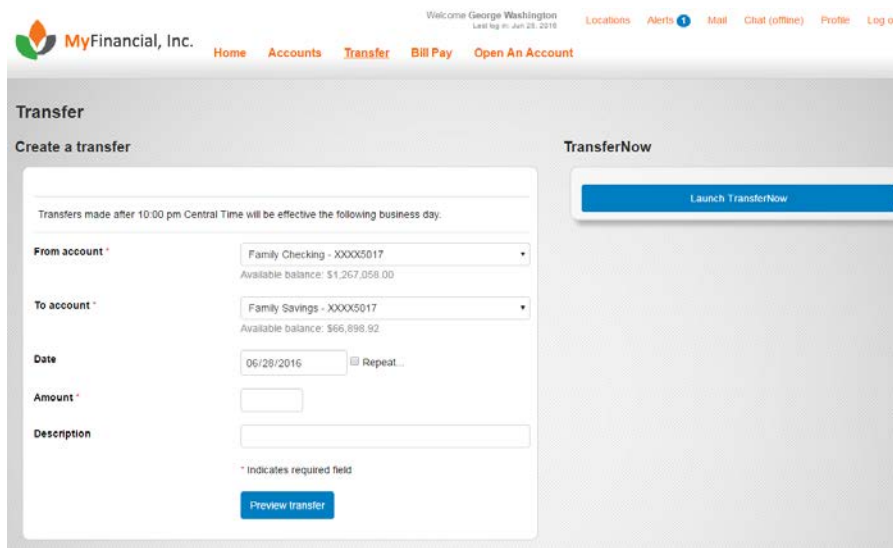 Welcome George Washington
Last log in: Jun 28, 2016
Locations Alerts 1 Mail Chat (offline) Profile Log o
MyFinancial, Inc.
Home Accounts Transfer Bill Pay Open An Account
Transfer
Create a transfer
TransferNow
Launch TransferNow
Transfers made after 10:00 pm Central Time will be effective the following business day.
From account *
Family Checking - XXXX5017
Available balance: $1,267,058.00
To account *
Family Savings - XXXX5017
Available balance: $66,898.92
Date
06/28/2016 Repeat...
Amount *
Description
* Indicates required field
Preview transfer